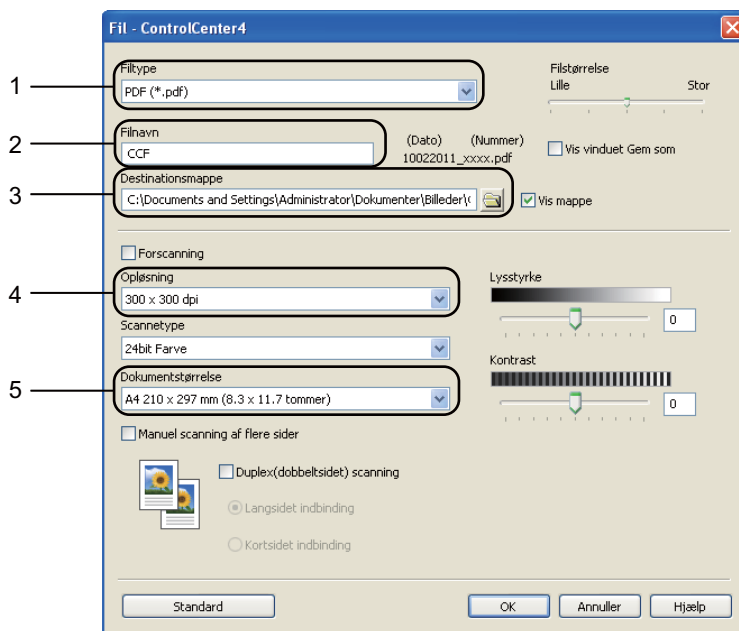 Fil - ControlCenter4
1
Filtype
PDF (*.pdf)
Filstørrelse
Lille Stor
2
Filnavn
CCF
(Dato) (Nummer)
10022011_xxxx.pdf
Vis vinduet Gem som
3
Destinationsmappe
C:\Documents and Settings\Administrator\Dokumenter\Billeder\
Vis mappe
Forscanning
4
Opløsning
300 x 300 dpi
Lysstyrke
0
Scannetype
24bit Farve
Kontrast
0
5
Dokumentstørrelse
A4 210 x 297 mm (8.3 x 11.7 tommer)
Manuel scanning af flere sider
Duplex(dobbeltsidet) scanning
Langsidet indbinding
Kortsidet indbinding
Standard OK Annuller Hjælp